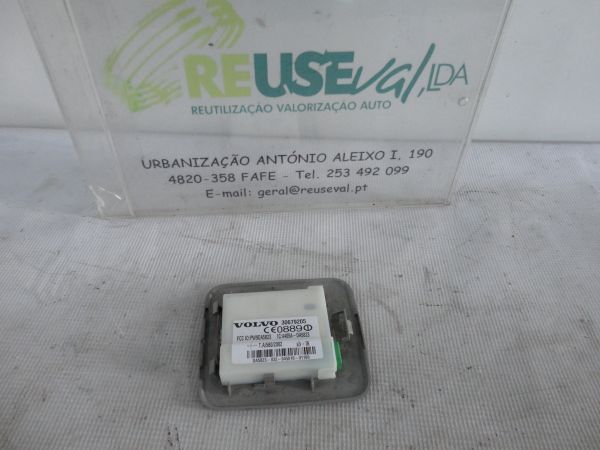 REUSEval, LDA
REUTILIZAÇÃO VALORIZAÇÃO AUTO
URBANIZAÇÃO ANTÓNIO ALEIXO I, 190
4820-358 FAFE - Tel. 253 492 099
E-mail: geral@reuseval.pt
VOLVO 30679205
CE0889